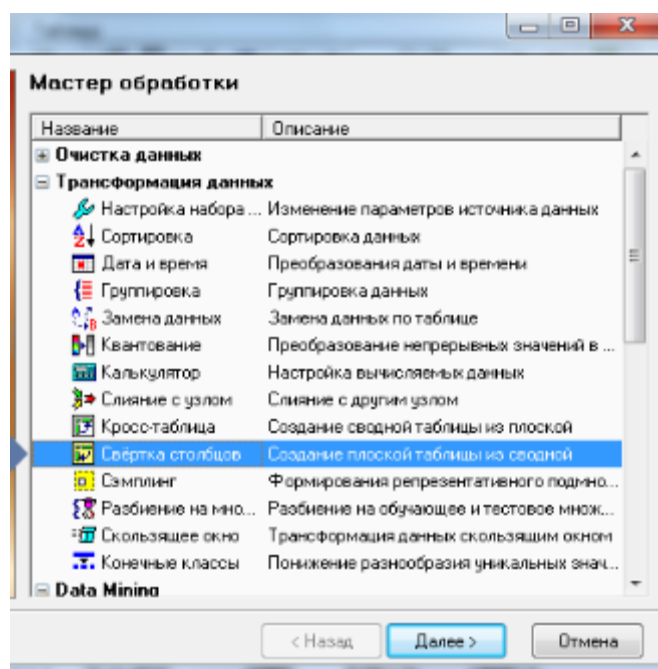 Мастер обработки
Название Описание
Очистка данных
Трансформация данных
Настройка набора ... Изменение параметров источника данных
Сортировка Сортировка данных
Дата и время Преобразования даты и времени
Группировка Группировка данных
Замена данных Замена данных по таблице
Квантование Преобразование непрерывных значений в ...
Калькулятор Настройка вычисляемых данных
Слияние с узлом Слияние с другим узлом
Кросс-таблица Создание сводной таблицы из плоской
Свёртка столбцов Создание плоской таблицы из сводной
Сэмплинг Формирования репрезентативного подмно...
Разбиение на мно... Разбиение на обучающее и тестовое множ...
Скользящее окно Трансформация данных скользящим окном
Конечные классы Понижение разнообразия уникальных знач...
Data Mining
< Назад Далее > Отмена